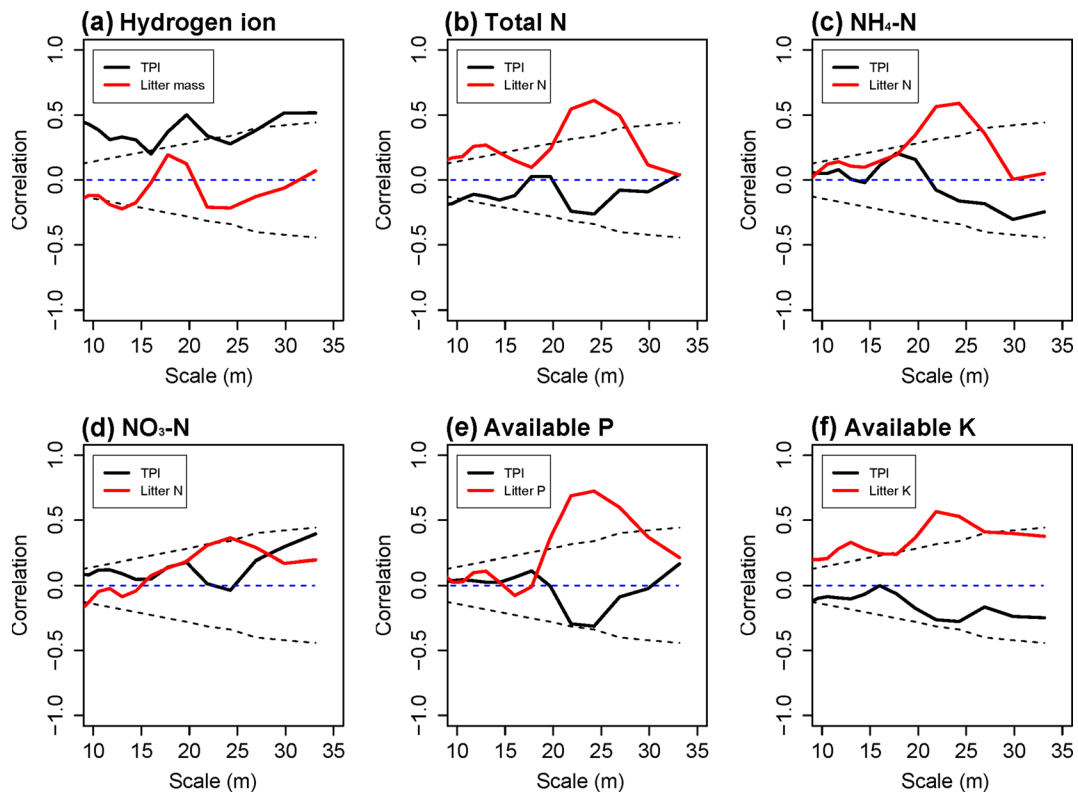 (a) Hydrogen ion
(b) Total N
(c) NH₄-N
TPI
Litter mass
TPI
Litter N
TPI
Litter N
Correlation
1.0
0.5
0.0
−0.5
−1.0
10 15 20 25 30 35
Scale (m)
Correlation
1.0
0.5
0.0
−0.5
−1.0
10 15 20 25 30 35
Scale (m)
Correlation
1.0
0.5
0.0
−0.5
−1.0
10 15 20 25 30 35
Scale (m)
(d) NO₃-N
(e) Available P
(f) Available K
TPI
Litter N
TPI
Litter P
TPI
Litter K
Correlation
1.0
0.5
0.0
−0.5
−1.0
10 15 20 25 30 35
Scale (m)
Correlation
1.0
0.5
0.0
−0.5
−1.0
10 15 20 25 30 35
Scale (m)
Correlation
1.0
0.5
0.0
−0.5
−1.0
10 15 20 25 30 35
Scale (m)